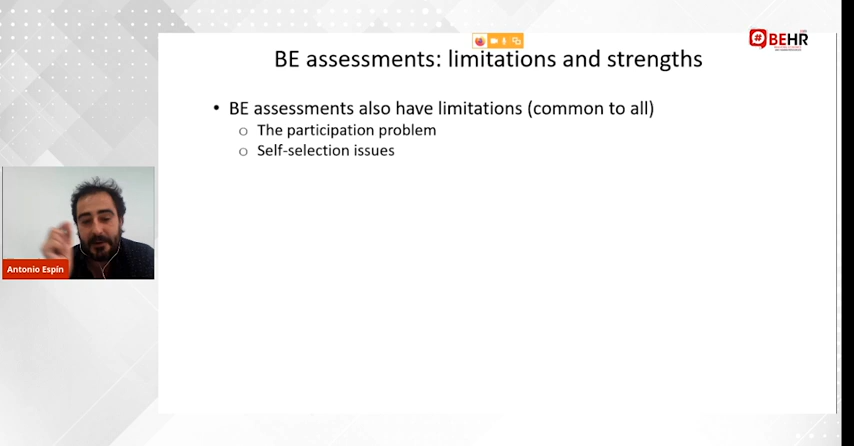 BEHR
BE assessments: limitations and strengths
• BE assessments also have limitations (common to all)
o The participation problem
o Self-selection issues
Antonio Espín